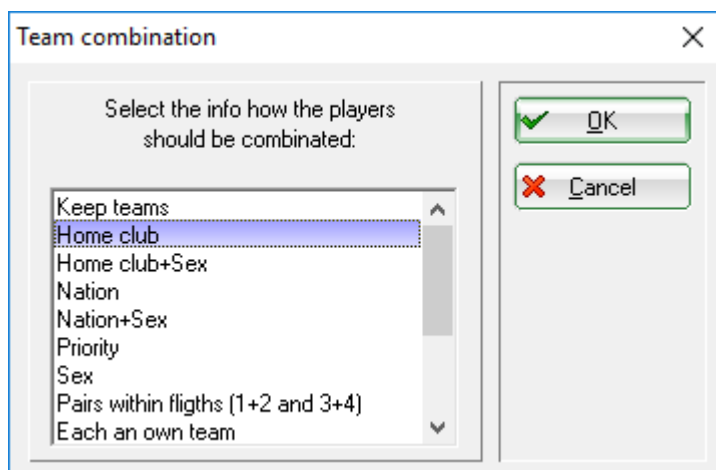 Team combination
Select the info how the players
should be combined:
Keep teams
Home club
Home club+Sex
Nation
Nation+Sex
Priority
Sex
Pairs within fligths (1+2 and 3+4)
Each an own team
OK
Cancel